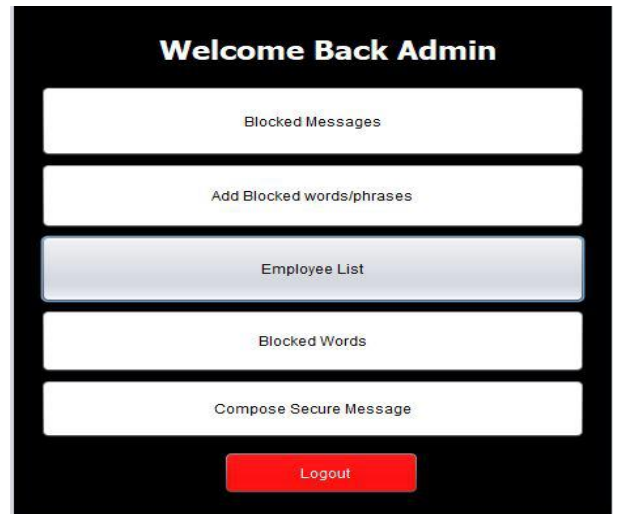 Welcome Back Admin
Blocked Messages
Add Blocked words/phrases
Employee List
Blocked Words
Compose Secure Message
Logout